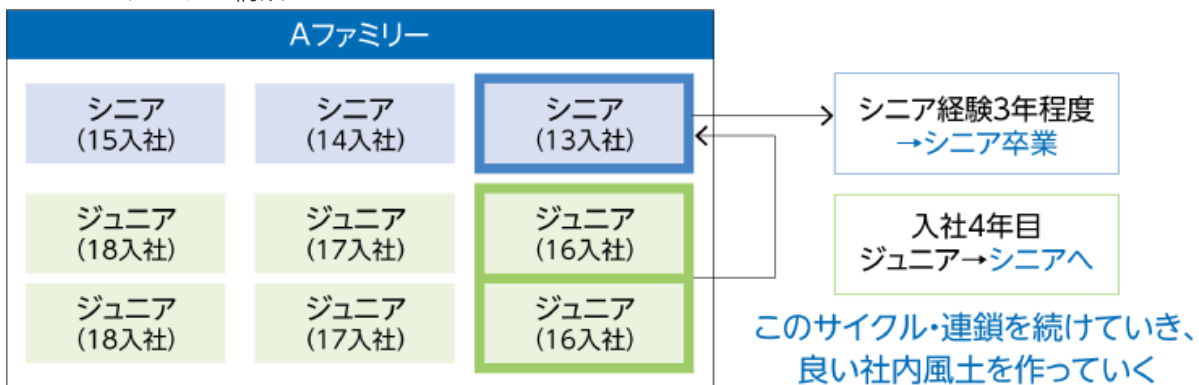 Aファミリー
シニア
(15入社)
シニア
(14入社)
シニア
(13入社)
ジュニア
(18入社)
ジュニア
(17入社)
ジュニア
(16入社)
ジュニア
(18入社)
ジュニア
(17入社)
ジュニア
(16入社)
シニア経験3年程度
→シニア卒業
入社4年目
ジュニア→シニアへ
このサイクル・連鎖を続けていき、
良い社内風土を作っていく